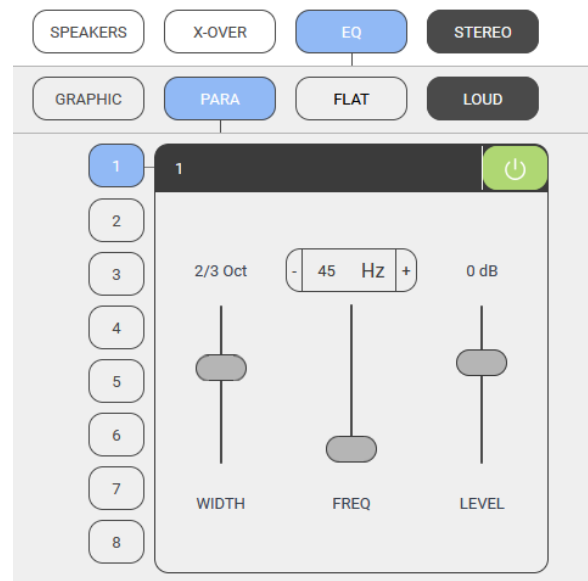 SPEAKERS X-OVER EQ STEREO
GRAPHIC PARA FLAT LOUD
1 1
2
3 2/3 Oct - 45 Hz + 0 dB
4
5
6
7 WIDTH FREQ LEVEL
8